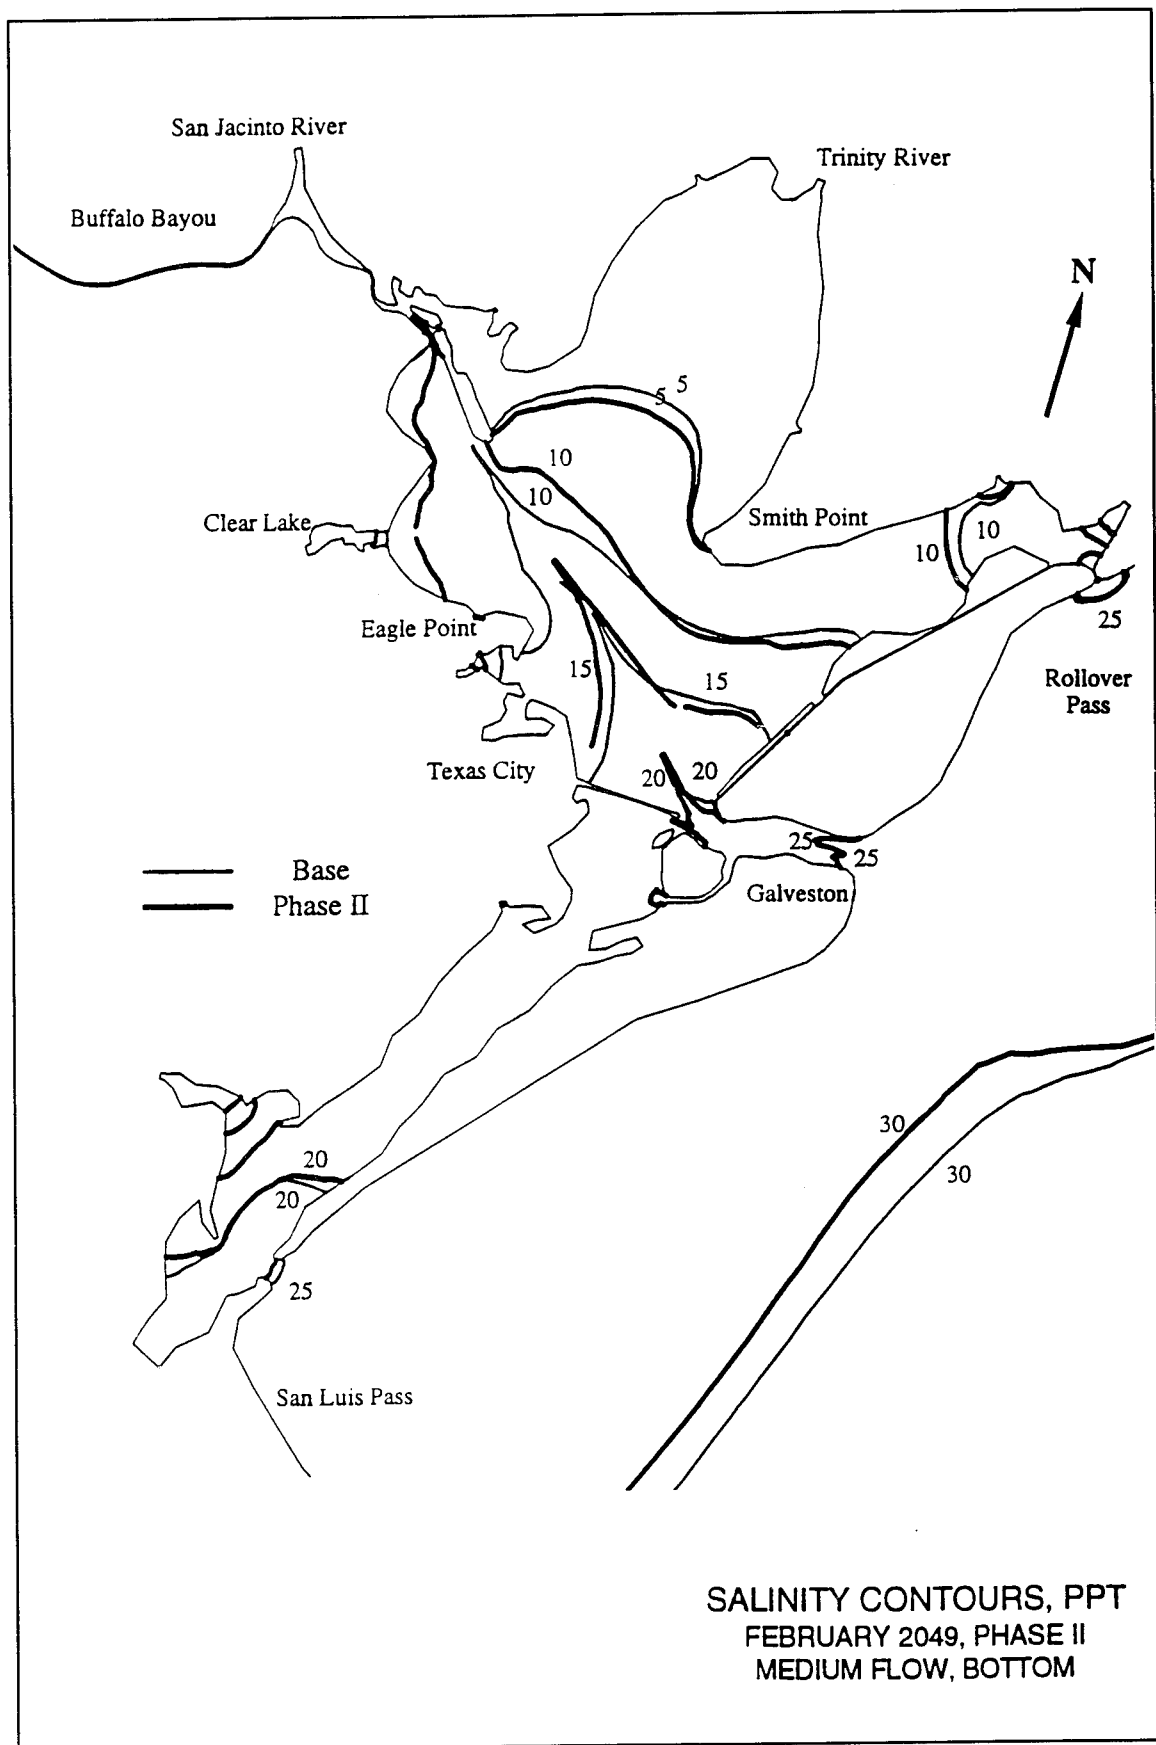 San Jacinto River
Trinity River
Buffalo Bayou
N
5
5
10
10
Clear Lake
Smith Point
10
10
25
Eagle Point
15
15
Rollover
Pass
Texas City
20
20
25
25
Base
Phase II
Galveston
30
30
20
20
25
San Luis Pass
SALINITY CONTOURS, PPT
FEBRUARY 2049, PHASE II
MEDIUM FLOW, BOTTOM